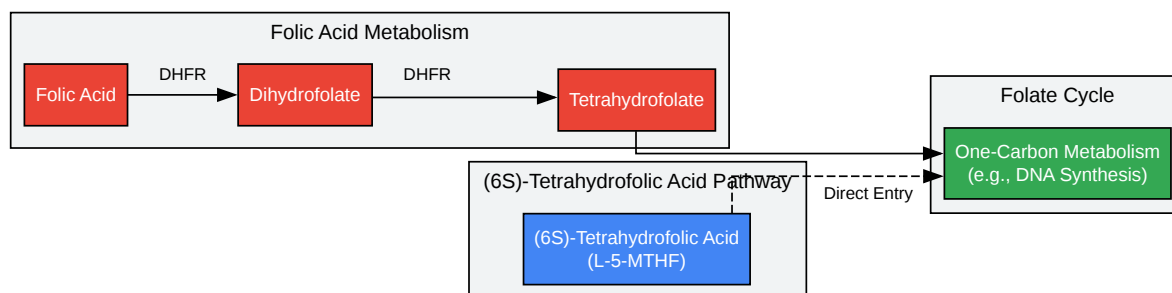 Folic Acid Metabolism
DHFR
DHFR
Folic Acid
Dihydrofolate
Tetrahydrofolate
Folate Cycle
One-Carbon Metabolism
(e.g., DNA Synthesis)
(6S)-Tetrahydrofolic Acid Pathway
Direct Entry
(6S)-Tetrahydrofolic Acid
(L-5-MTHF)